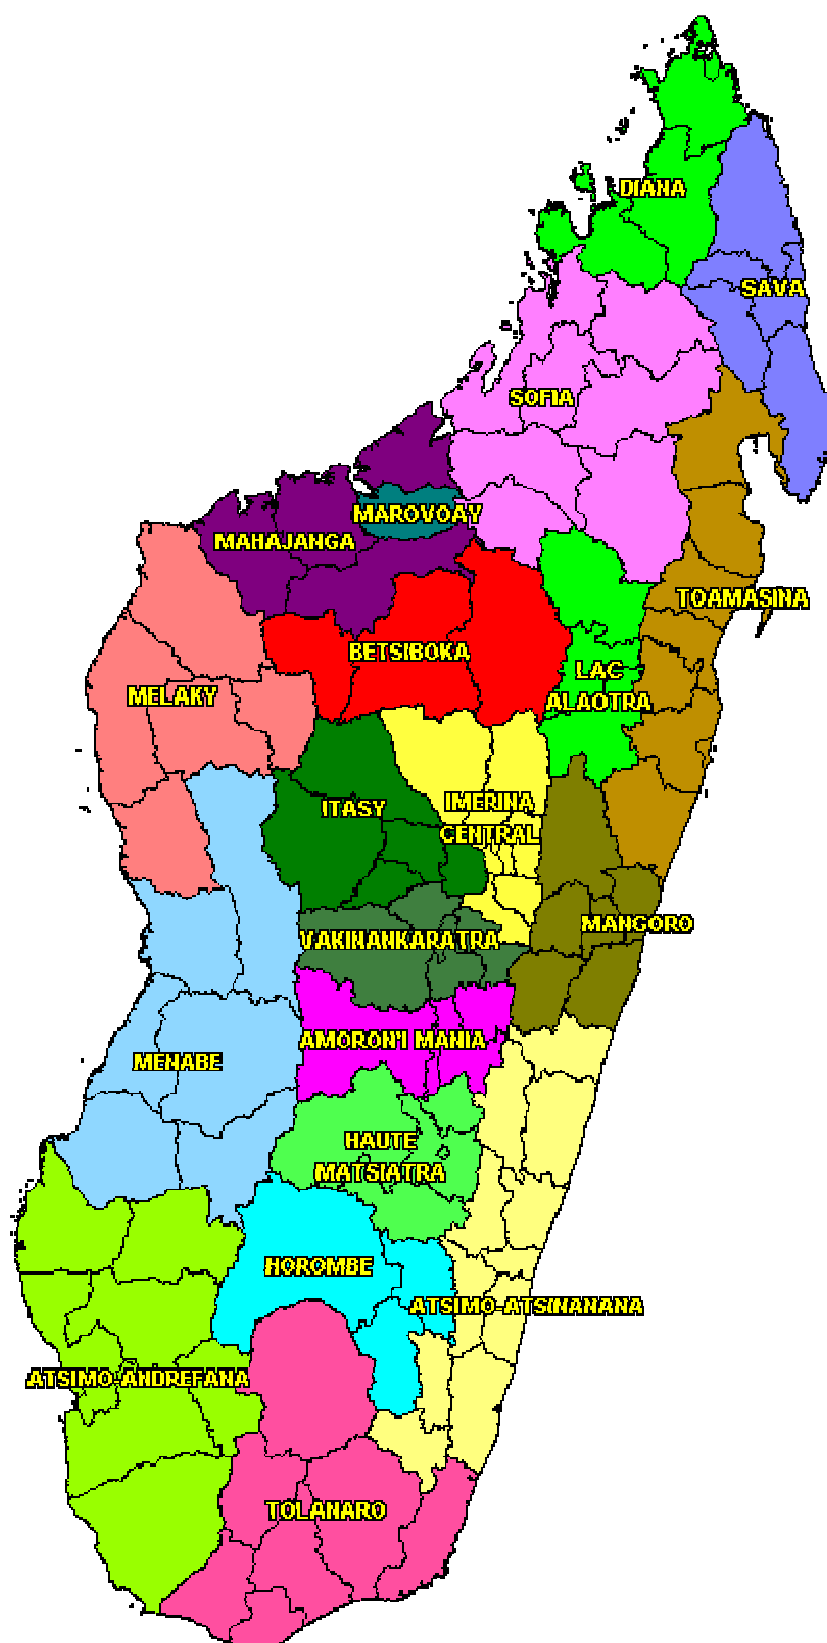 DIANA
SAVA
SOFIA
MAROVOAY
MAHAJANGA
TOAMASINA
BETSIBOKA
LAC
ALAOTRA
MELAKY
ITASY
IMERINA
CENTRAL
MANGORO
VAKINANKARATRA
AMORON'I MANIA
MENABE
HAUTE
MATSIATRA
HOROMBE
ATSIMO-ATSINANANA
ATSIMO-ANDREFANA
TOLANARO